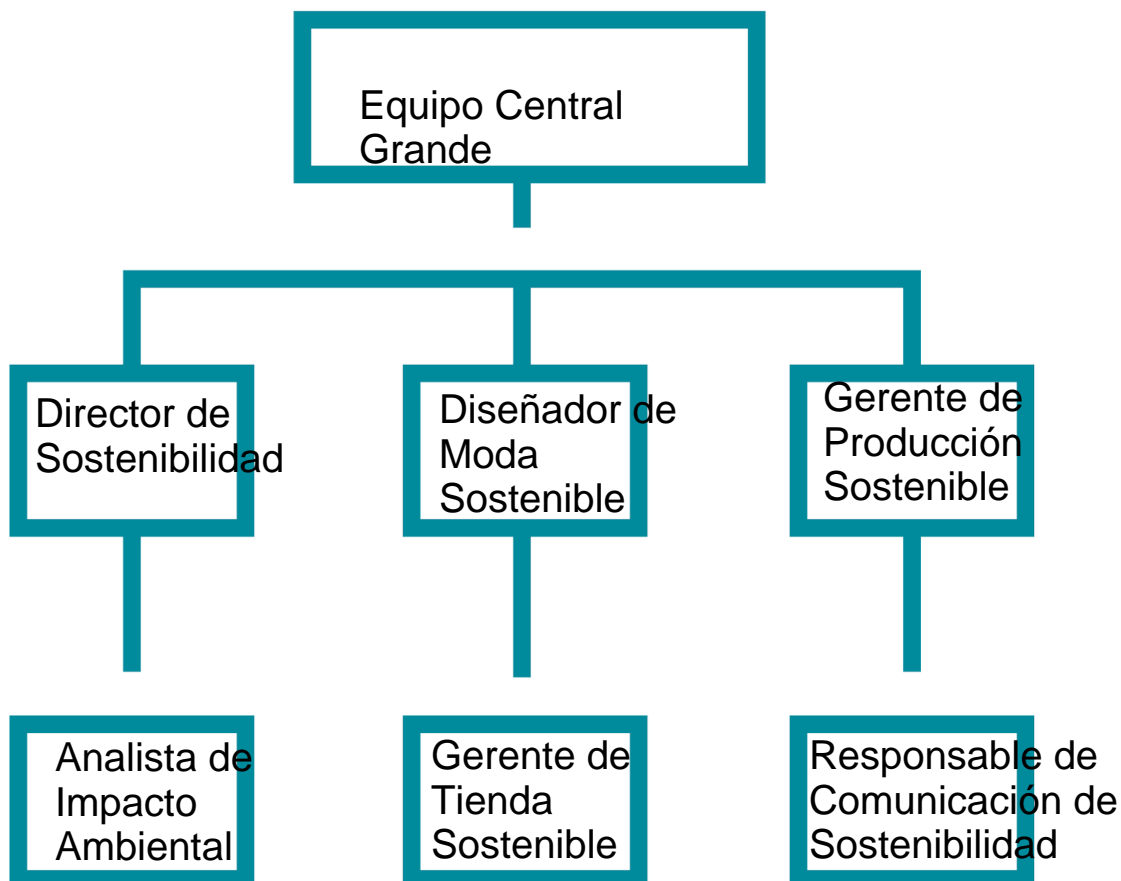 Equipo Central
Grande
Director de
Sostenibilidad
Diseñador de
Moda
Sostenible
Gerente de
Producción
Sostenible
Analista de
Impacto
Ambiental
Gerente de
Tienda
Sostenible
Responsable de
Comunicación de
Sostenibilidad